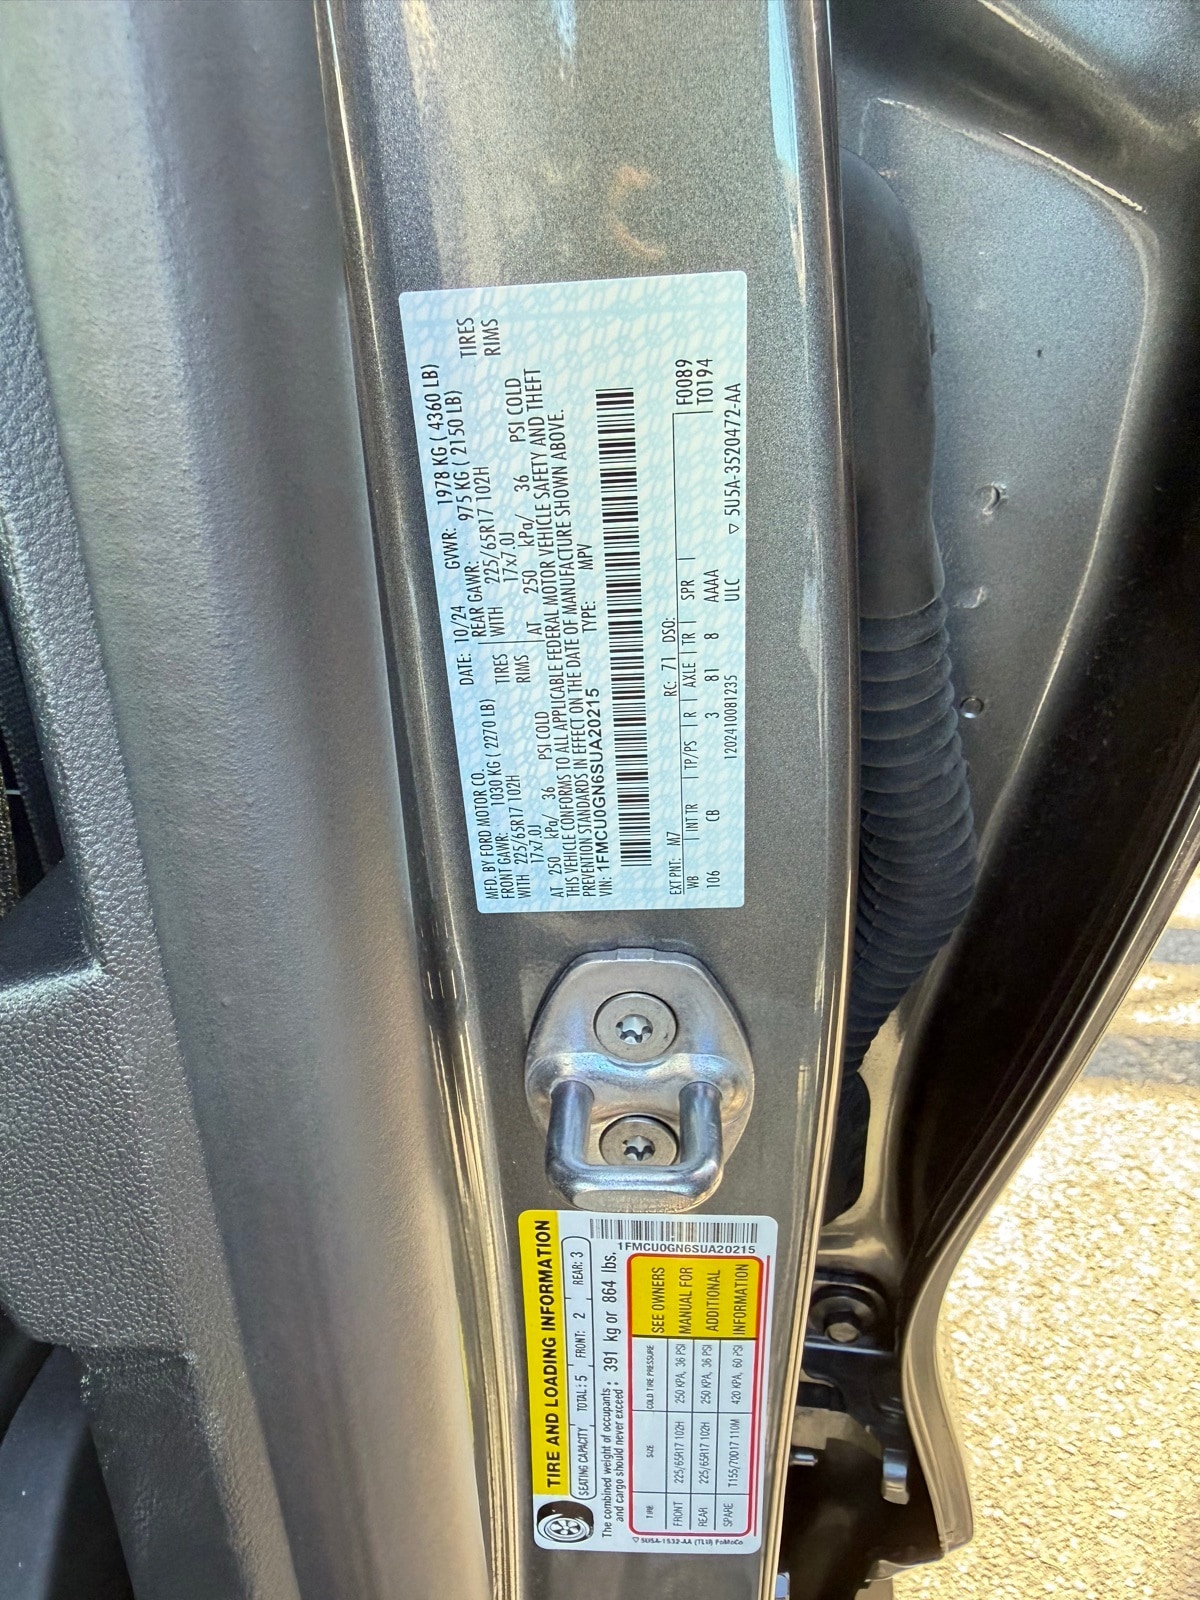 MFD. BY FORD MOTOR CO.
DATE: 10/24 GVWR: 1978 KG ( 4360 LB)
FRONT GAWR: 1030 KG ( 2270 LB) REAR GAWR: 975 KG ( 2150 LB)
WITH 225/65R17 102H TIRES WITH 225/65R17 102H TIRES
17x7.0J RIMS 17x7.0J RIMS
AT 250 kPa/ 36 PSI COLD AT 250 kPa/ 36 PSI COLD
THIS VEHICLE CONFORMS TO ALL APPLICABLE FEDERAL MOTOR VEHICLE SAFETY AND THEFT
PREVENTION STANDARDS IN EFFECT ON THE DATE OF MANUFACTURE SHOWN ABOVE.
VIN: 1FMCU0GN6SUA20215 TYPE: MPV
EXT PNT: M7 RC: 71 DSO: F0089
WB INT TR TP/PS R AXLE TR SPR T0194
106 CB 3 81 8 AAAA
1202410081235 ULC ▽ 5U5A-3520472-AA
TIRE AND LOADING INFORMATION
SEATING CAPACITY TOTAL: 5 FRONT: 2 REAR: 3
The combined weight of occupants and cargo should never exceed : 391 kg or 864 lbs.
TIRE SIZE COLD TIRE PRESSURE
FRONT 225/65R17 102H 250 KPA, 36 PSI
REAR 225/65R17 102H 250 KPA, 36 PSI
SPARE T155/70D17 110M 420 KPA, 60 PSI
SEE OWNERS
MANUAL FOR
ADDITIONAL
INFORMATION
1FMCU0GN6SUA20215
▽ 5U5A-1532-AA (TLU) FoMoCo